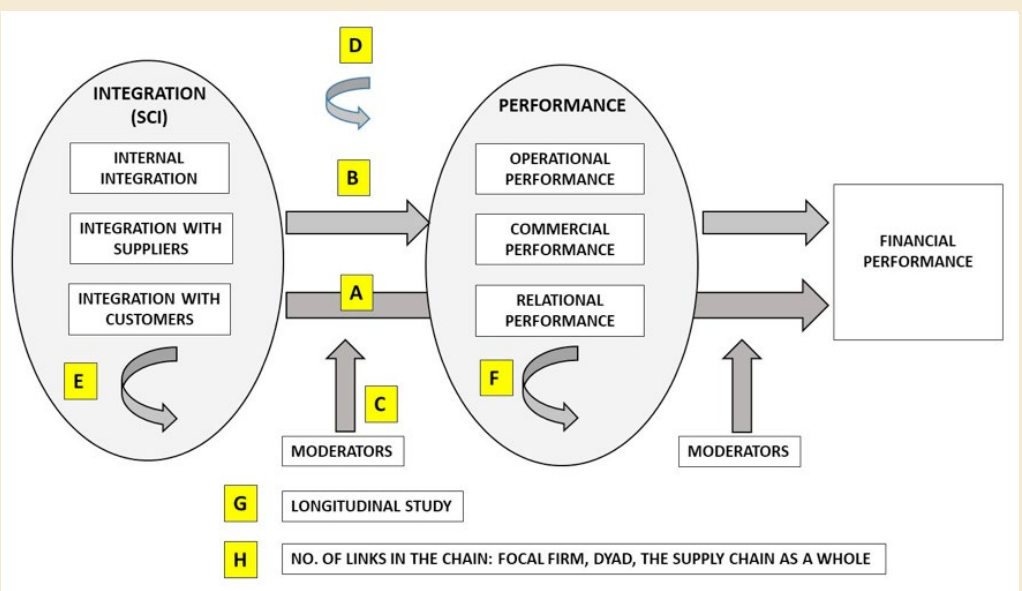 D
INTEGRATION
(SCI)
INTERNAL
INTEGRATION
INTEGRATION WITH
SUPPLIERS
INTEGRATION WITH
CUSTOMERS
E
B
A
C
MODERATORS
PERFORMANCE
OPERATIONAL
PERFORMANCE
COMMERCIAL
PERFORMANCE
RELATIONAL
PERFORMANCE
F
MODERATORS
FINANCIAL
PERFORMANCE
G
LONGITUDINAL STUDY
H
NO. OF LINKS IN THE CHAIN: FOCAL FIRM, DYAD, THE SUPPLY CHAIN AS A WHOLE